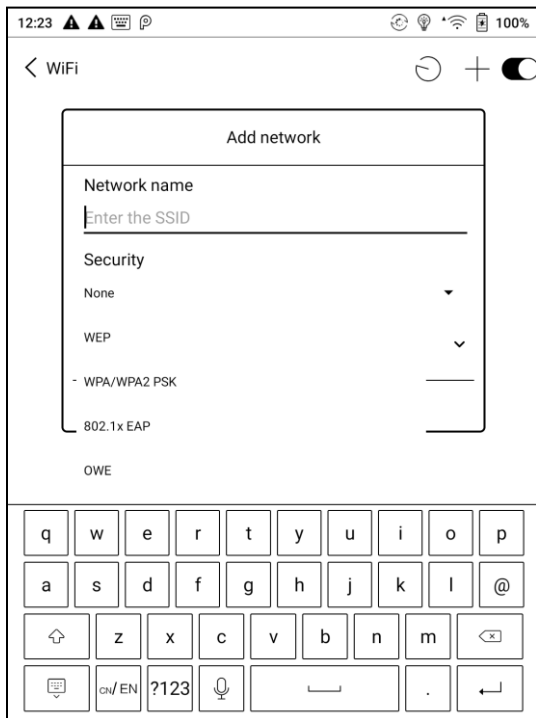 12:23 100%
WiFi
Add network
Network name
Enter the SSID
Security
None
WEP
WPA/WPA2 PSK
802.1x EAP
OWE
q w e r t y u i o p
a s d f g h j k l @
z x c v b n m
CN/EN ?123 .